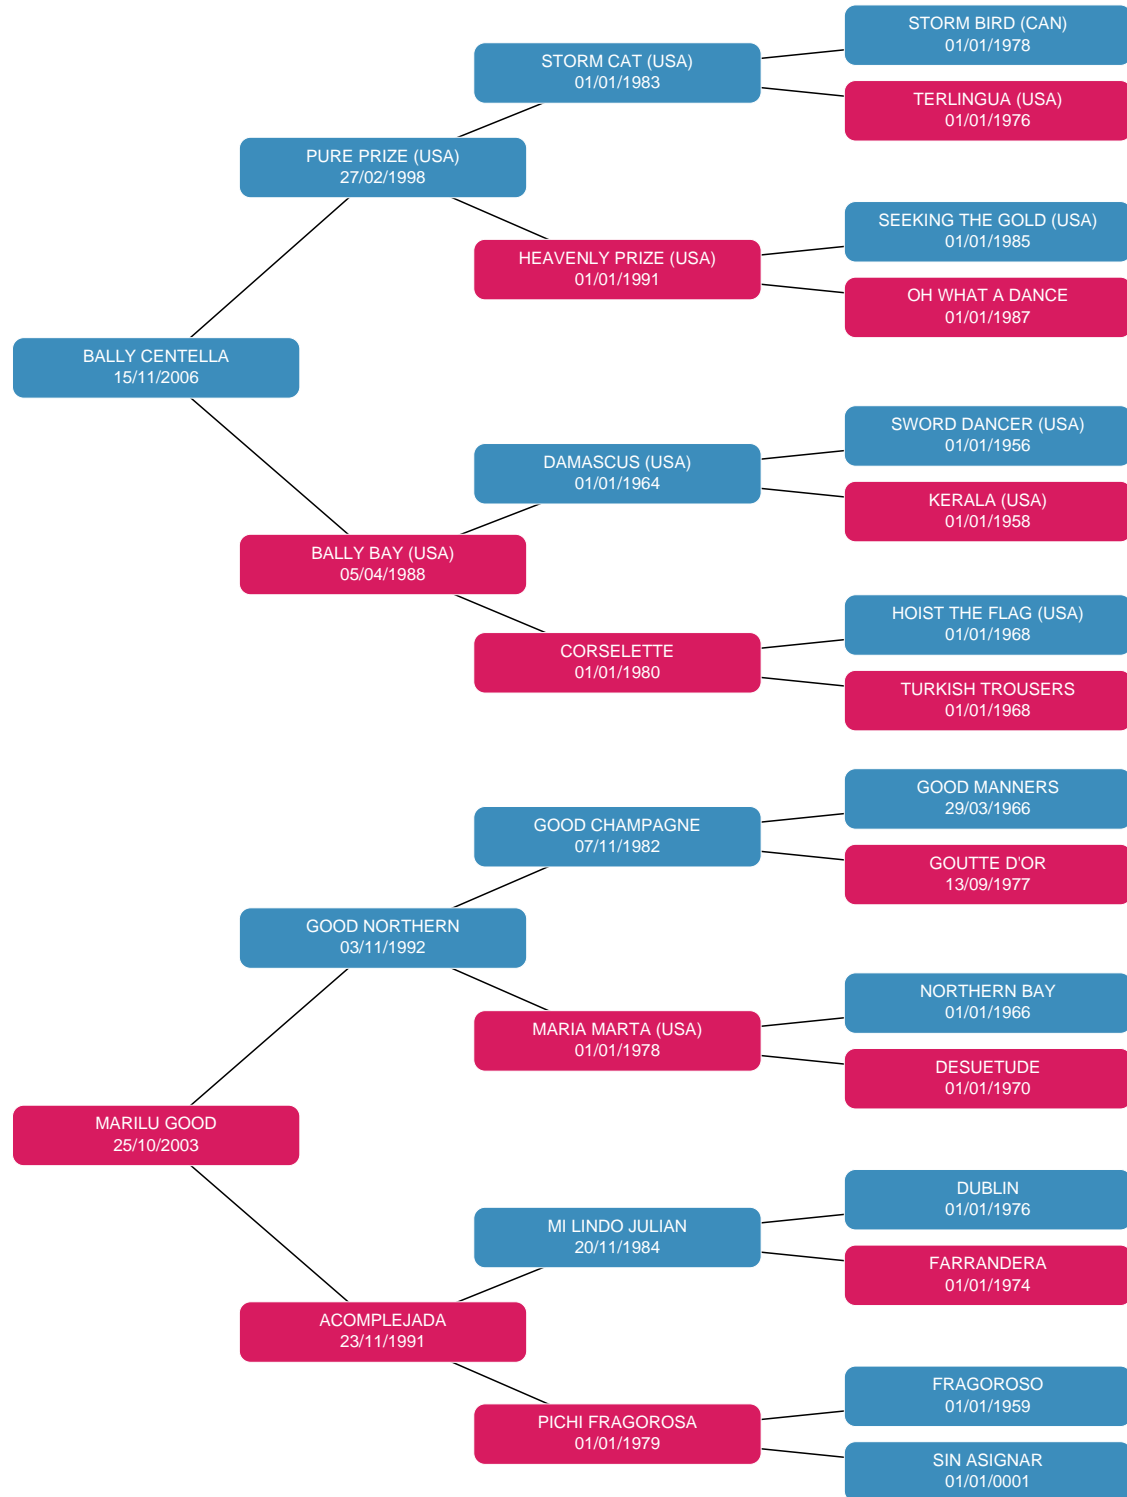 STORM BIRD (CAN)
01/01/1978
STORM CAT (USA)
01/01/1983
TERLINGUA (USA)
01/01/1976
PURE PRIZE (USA)
27/02/1998
SEEKING THE GOLD (USA)
01/01/1985
HEAVENLY PRIZE (USA)
01/01/1991
OH WHAT A DANCE
01/01/1987
BALLY CENTELLA
15/11/2006
SWORD DANCER (USA)
01/01/1956
DAMASCUS (USA)
01/01/1964
KERALA (USA)
01/01/1958
BALLY BAY (USA)
05/04/1988
HOIST THE FLAG (USA)
01/01/1968
CORSELETTE
01/01/1980
TURKISH TROUSERS
01/01/1968
GOOD MANNERS
29/03/1966
GOOD CHAMPAGNE
07/11/1982
GOUTTE D'OR
13/09/1977
GOOD NORTHERN
03/11/1992
NORTHERN BAY
01/01/1966
MARIA MARTA (USA)
01/01/1978
DESUETUDE
01/01/1970
MARILU GOOD
25/10/2003
DUBLIN
01/01/1976
MI LINDO JULIAN
20/11/1984
FARRANDERA
01/01/1974
ACOMPLEJADA
23/11/1991
FRAGOROSO
01/01/1959
PICHI FRAGOROSA
01/01/1979
SIN ASIGNAR
01/01/0001